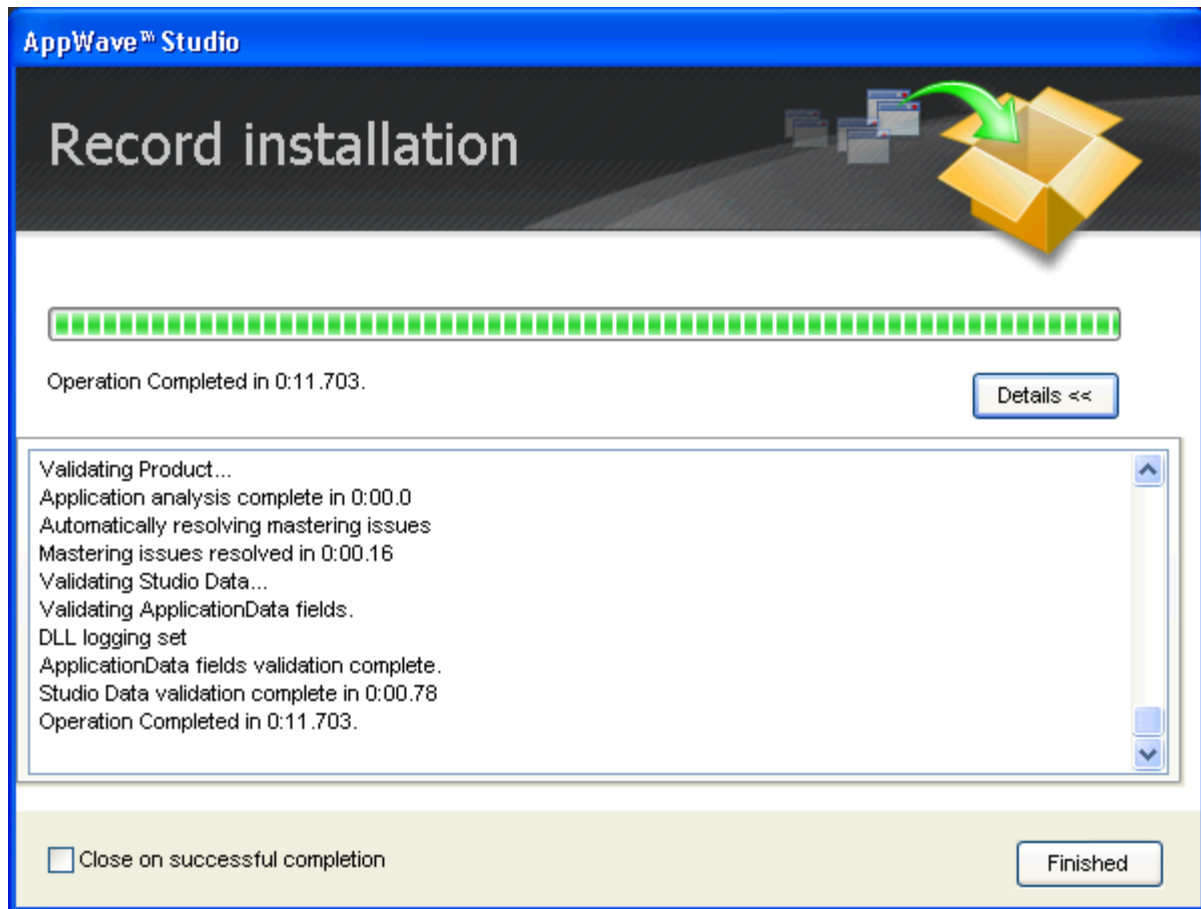 AppWave™ Studio
Record installation
Operation Completed in 0:11.703.
Details <<
Validating Product...
Application analysis complete in 0:00.0
Automatically resolving mastering issues
Mastering issues resolved in 0:00.16
Validating Studio Data...
Validating ApplicationData fields.
DLL logging set
ApplicationData fields validation complete.
Studio Data validation complete in 0:00.78
Operation Completed in 0:11.703.
Close on successful completion
Finished